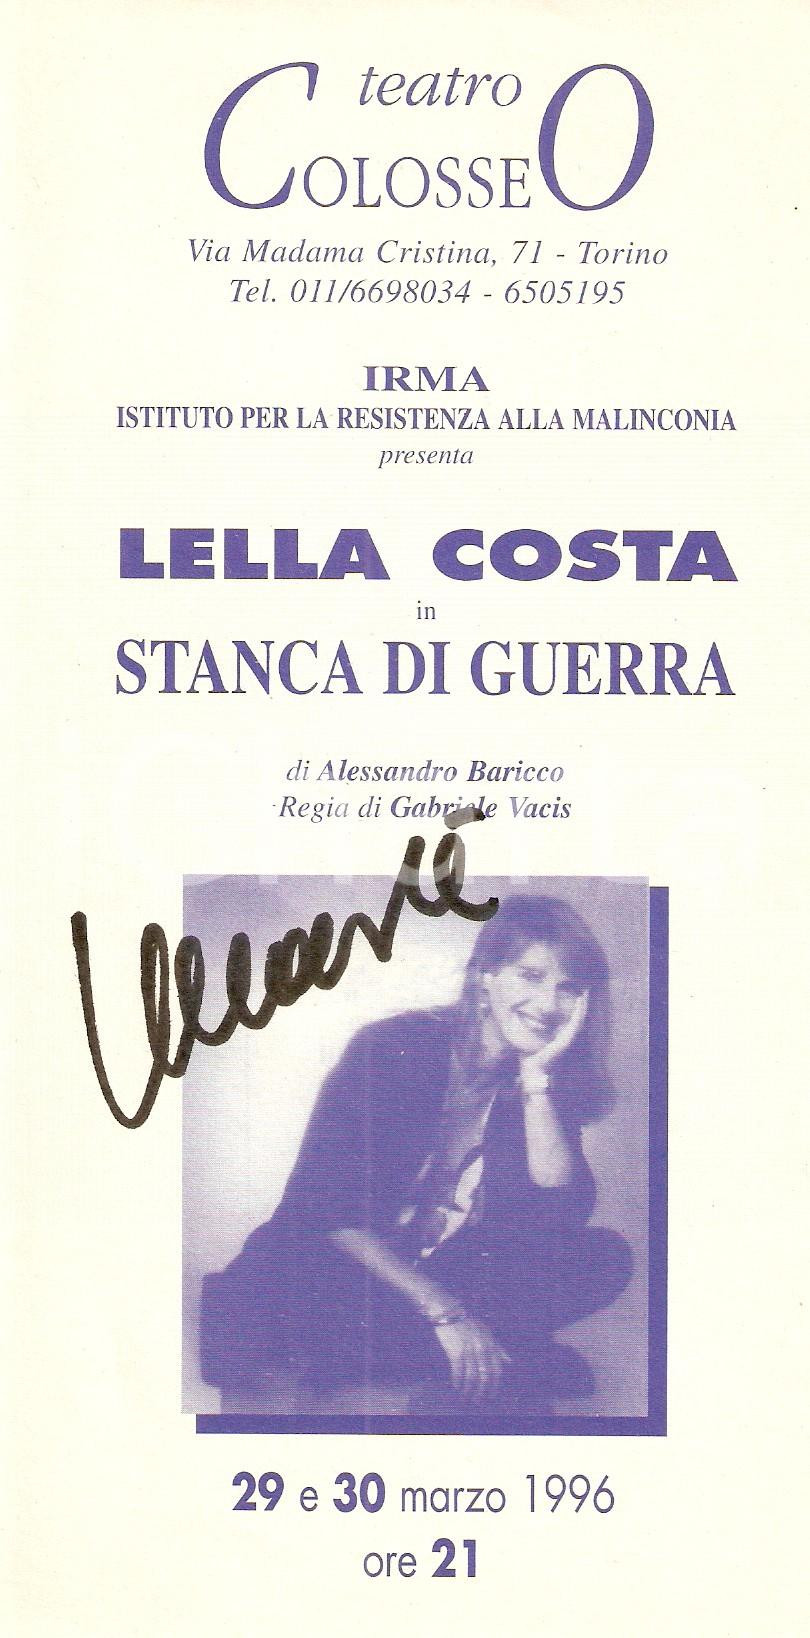 teatro
COLOSSEO
Via Madama Cristina, 71 - Torino
Tel. 011/6698034 - 6505195
IRMA
ISTITUTO PER LA RESISTENZA ALLA MALINCONIA
presenta
LELLA COSTA
in
STANCA DI GUERRA
di Alessandro Baricco
Regia di Gabriele Vacis
29 e 30 marzo 1996
ore 21